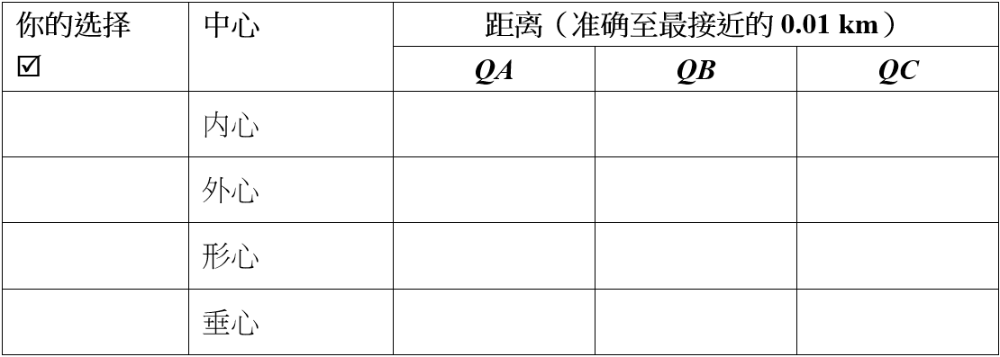 你的选择 中心 距离（准确至最接近的 0.01 km）
☑ QA QB QC
内心
外心
形心
垂心